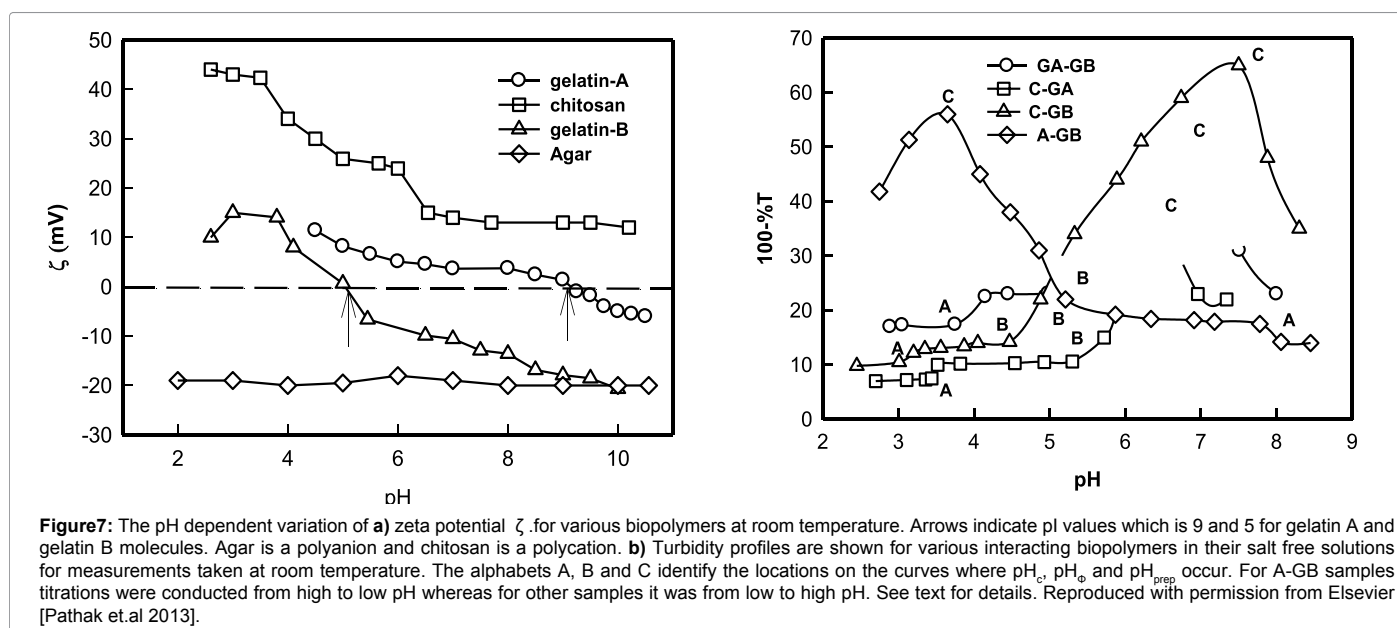 50
40
30
20
10
0
-10
-20
-30
ζ (mV)
2 4 6 8 10
pH
gelatin-A
chitosan
gelatin-B
Agar
70
60
50
40
30
20
10
0
100-%T
2 3 4 5 6 7 8 9
pH
GA-GB
C-GA
C-GB
A-GB
C
C
C
C
A
B
B
B
B
A
A
A
Figure7: The pH dependent variation of a) zeta potential ζ .for various biopolymers at room temperature. Arrows indicate pI values which is 9 and 5 for gelatin A and
gelatin B molecules. Agar is a polyanion and chitosan is a polycation. b) Turbidity profiles are shown for various interacting biopolymers in their salt free solutions
for measurements taken at room temperature. The alphabets A, B and C identify the locations on the curves where pHc, pHΦ and pHprep occur. For A-GB samples
titrations were conducted from high to low pH whereas for other samples it was from low to high pH. See text for details. Reproduced with permission from Elsevier
[Pathak et.al 2013].